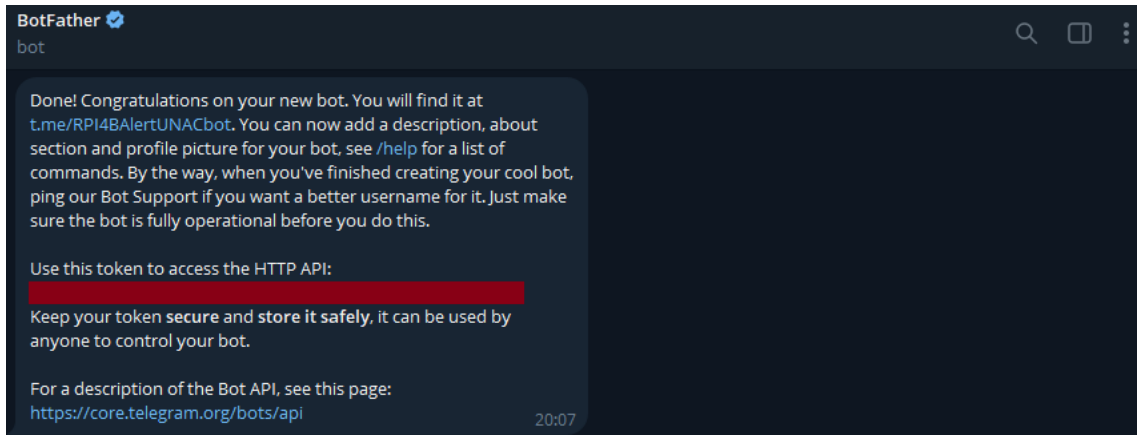 BotFather
bot
Done! Congratulations on your new bot. You will find it at
t.me/RPI4BAlertUNACbot. You can now add a description, about
section and profile picture for your bot, see /help for a list of
commands. By the way, when you've finished creating your cool bot,
ping our Bot Support if you want a better username for it. Just make
sure the bot is fully operational before you do this.
Use this token to access the HTTP API:
Keep your token secure and store it safely, it can be used by
anyone to control your bot.
For a description of the Bot API, see this page:
https://core.telegram.org/bots/api
20:07